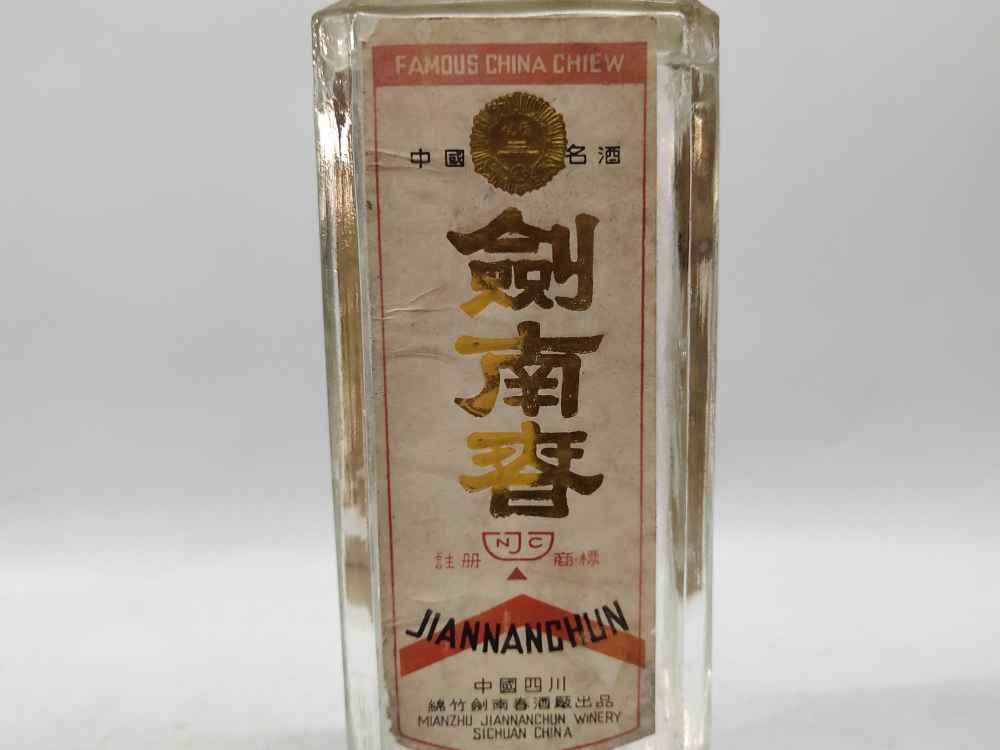 FAMOUS CHINA CHIEW
中國 名酒
劍南春
NJC
註册 商標
JIANNANCHUN
中國四川
綿竹劍南春酒廠出品
MIANZHU JIANNANCHUN WINERY
SICHUAN CHINA